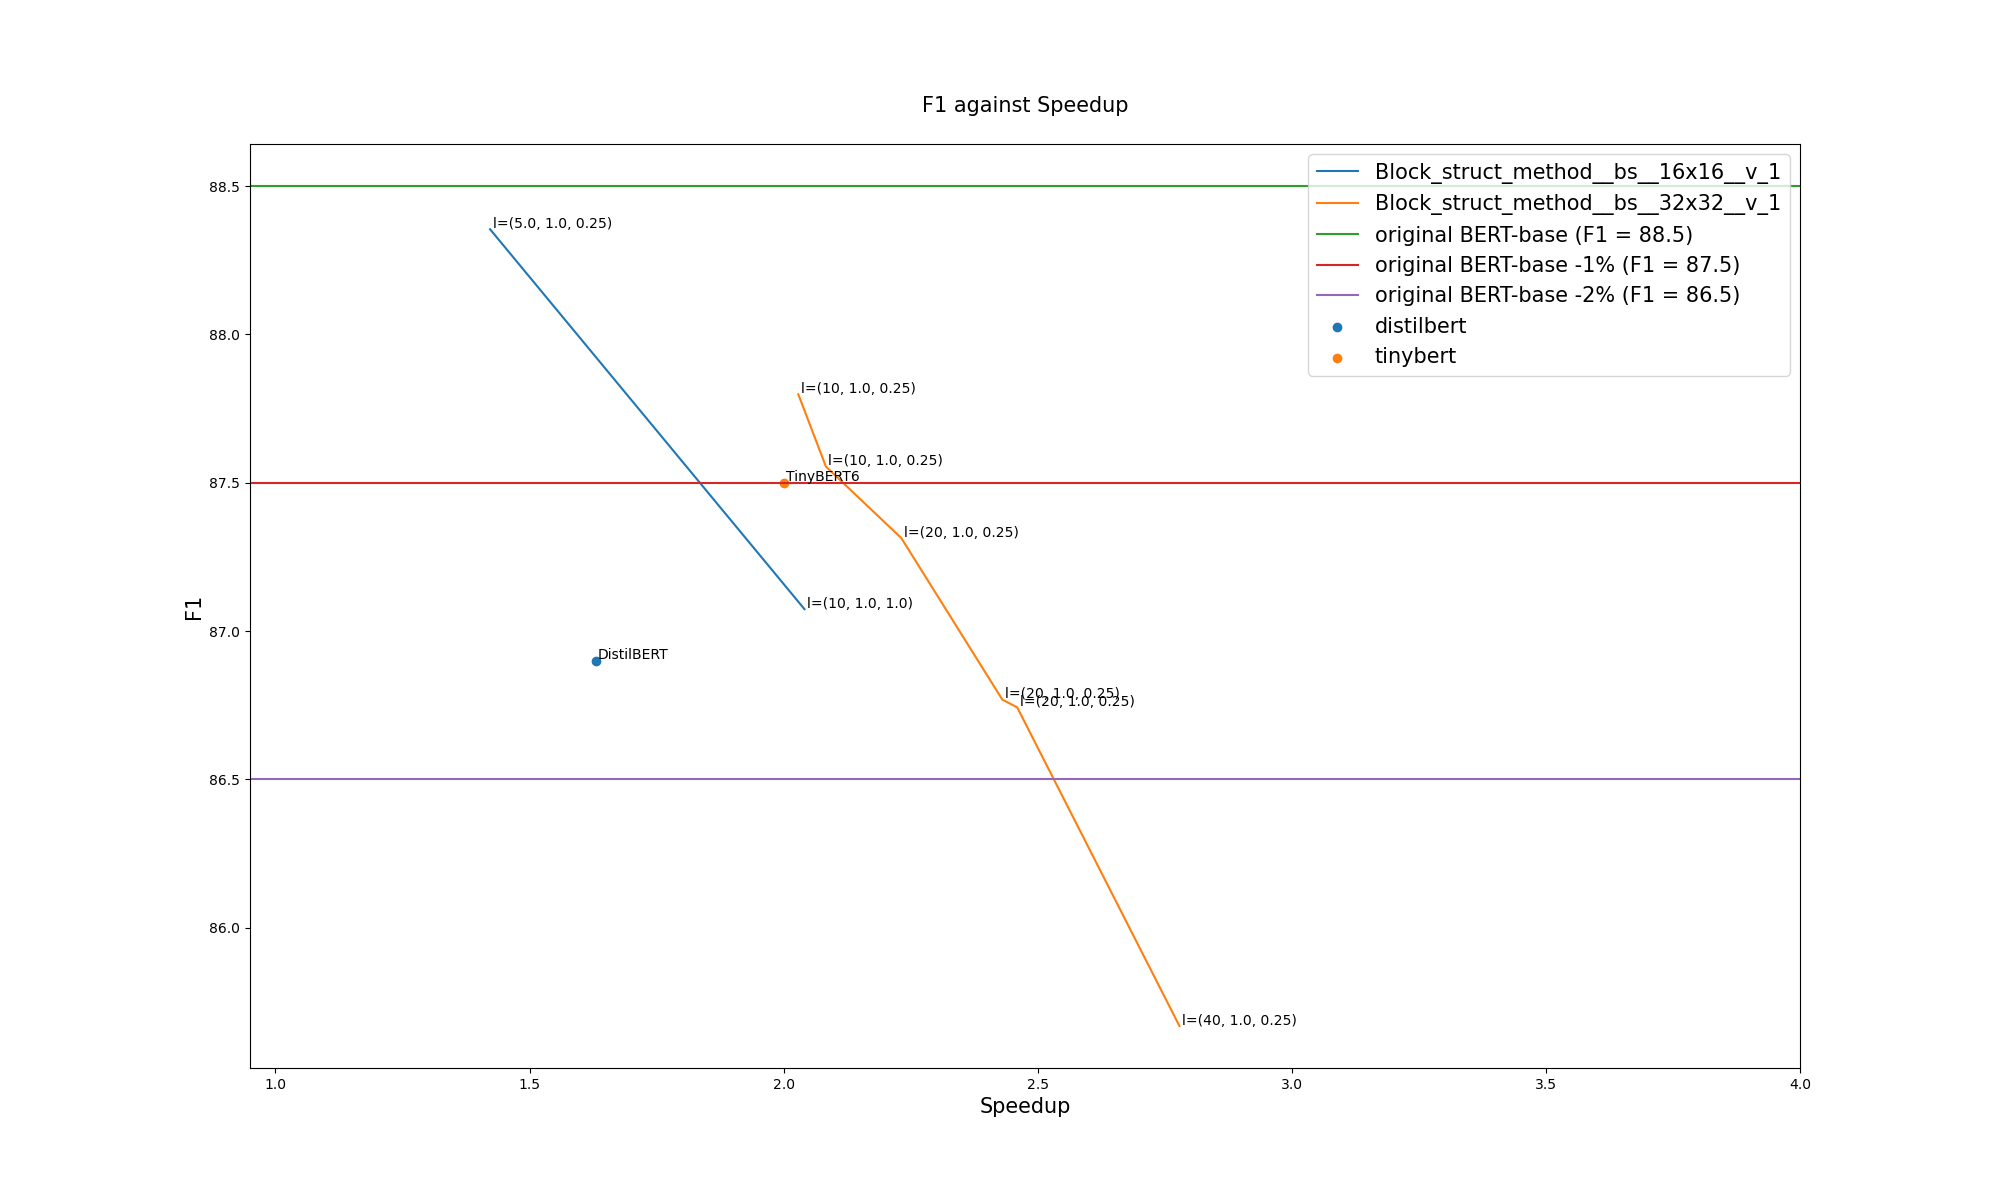 F1 against Speedup
Block_struct_method__bs__16x16__v_1
Block_struct_method__bs__32x32__v_1
original BERT-base (F1 = 88.5)
original BERT-base -1% (F1 = 87.5)
original BERT-base -2% (F1 = 86.5)
distilbert
tinybert
88.5
88.0
87.5
87.0
86.5
86.0
F1
l=(5.0, 1.0, 0.25)
l=(10, 1.0, 0.25)
l=(10, 1.0, 0.25)
TinyBERT6
l=(20, 1.0, 0.25)
l=(10, 1.0, 1.0)
DistilBERT
l=(20, 1.0, 0.25)
l=(20, 1.0, 0.25)
l=(40, 1.0, 0.25)
1.0 1.5 2.0 2.5 3.0 3.5 4.0
Speedup